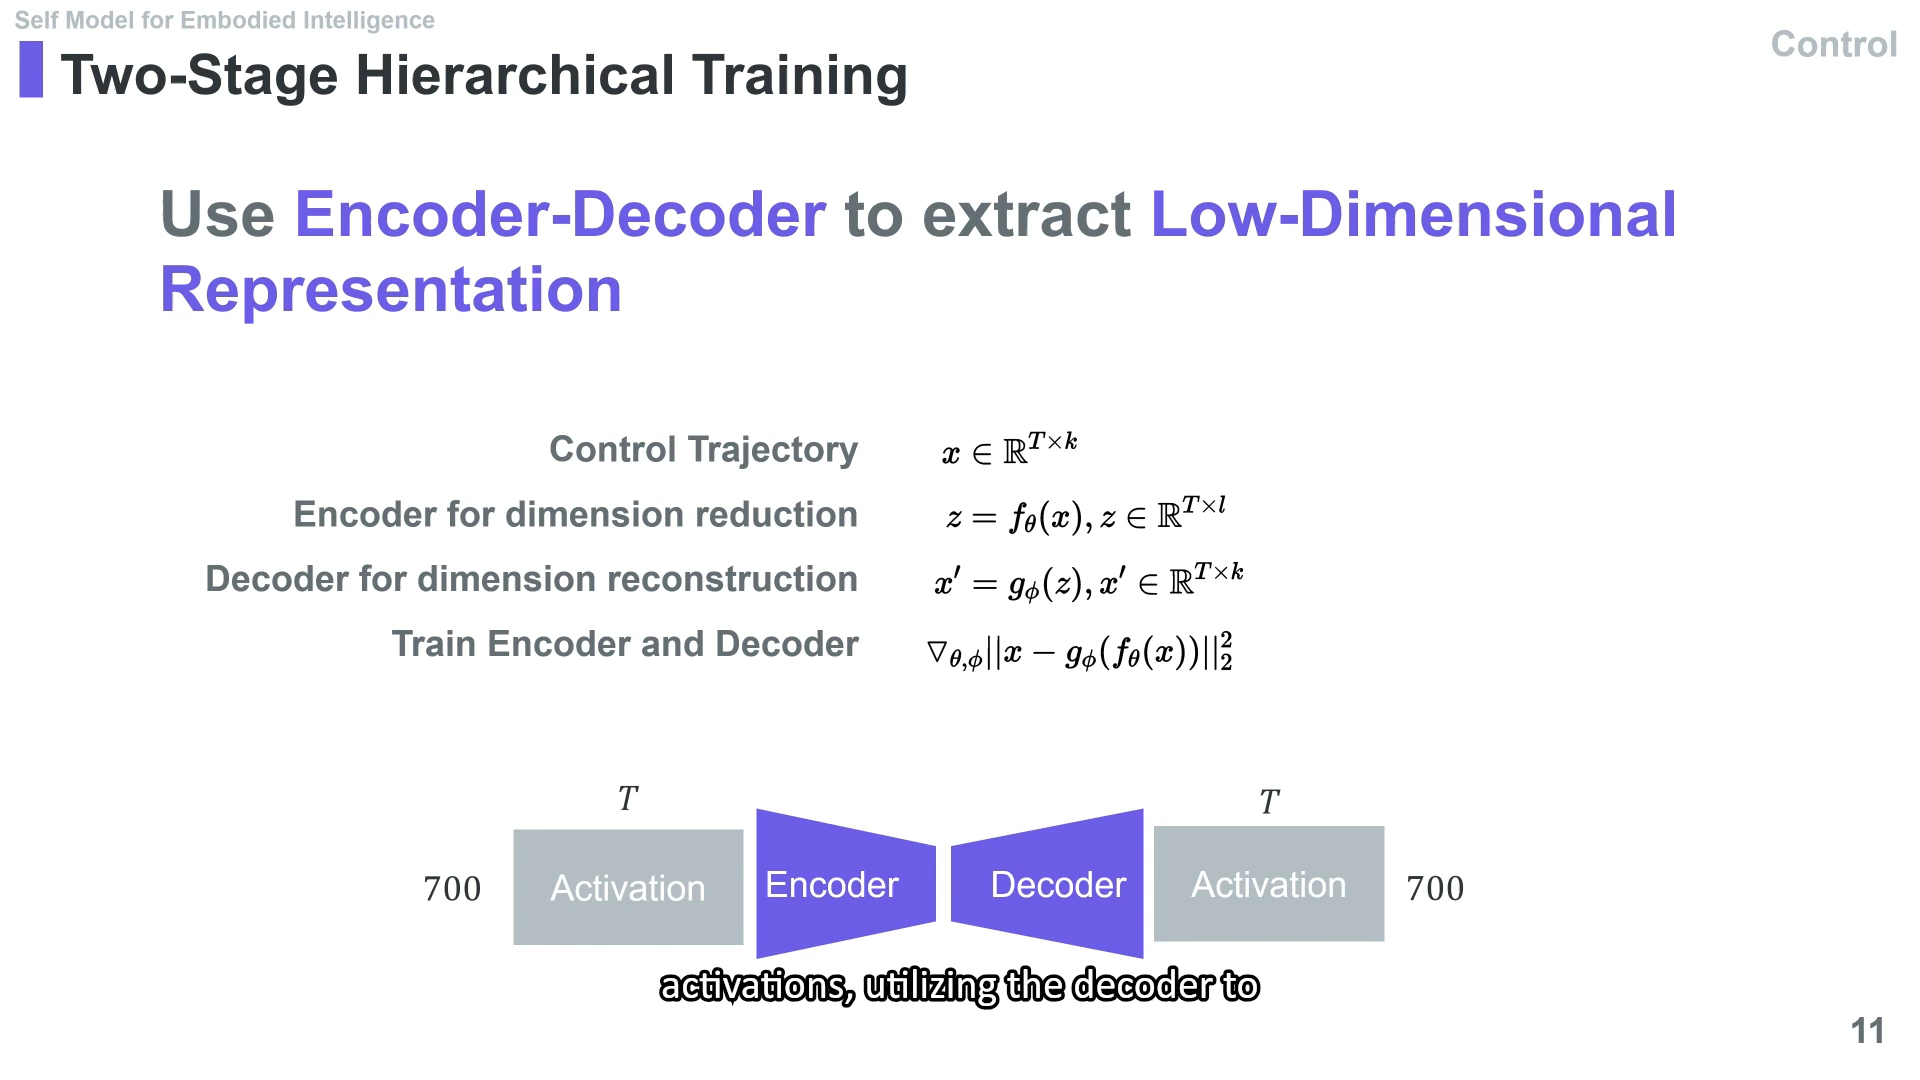 Self Model for Embodied Intelligence
Control
Two-Stage Hierarchical Training
Use Encoder-Decoder to extract Low-Dimensional
Representation
Control Trajectory x ∈ ℝ^{T×k}
Encoder for dimension reduction z = f_θ(x), z ∈ ℝ^{T×l}
Decoder for dimension reconstruction x′ = g_ϕ(z), x′ ∈ ℝ^{T×k}
Train Encoder and Decoder ▽_{θ,ϕ}||x − g_ϕ(f_θ(x))||_2^2
T T
700 Activation Encoder Decoder Activation 700
activations, utilizing the decoder to
11